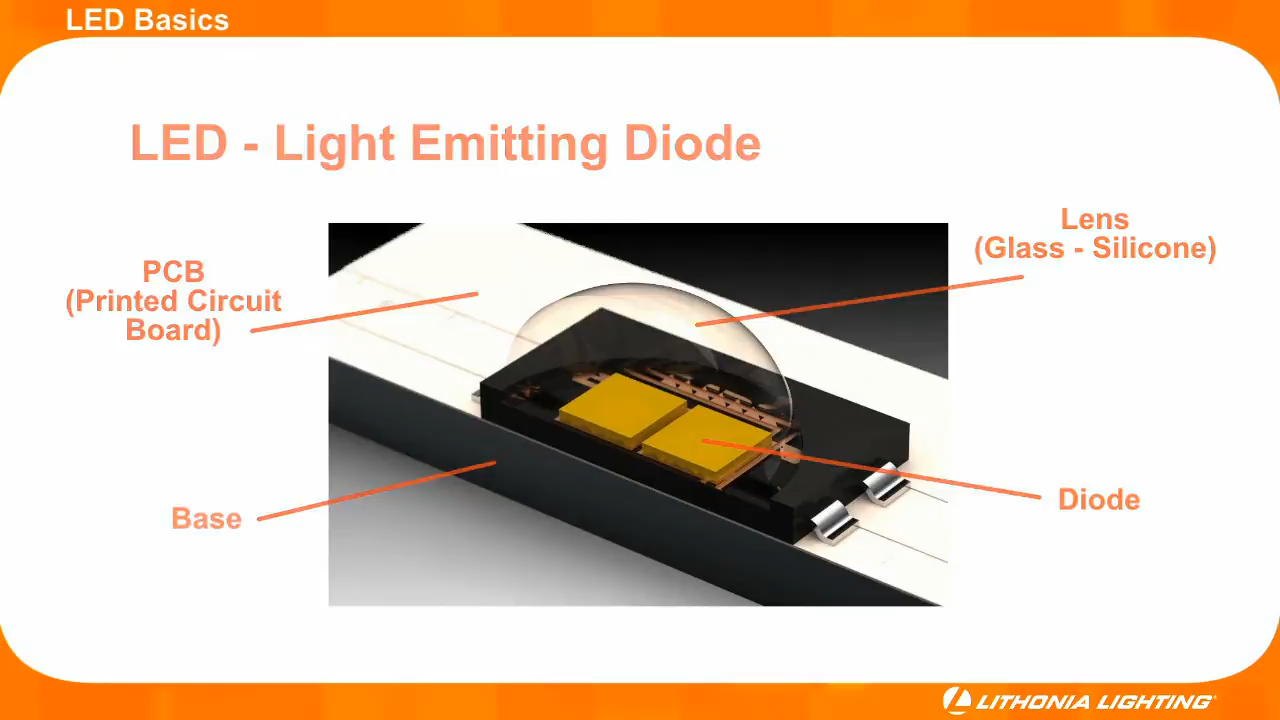 LED Basics
LED - Light Emitting Diode
Lens
(Glass - Silicone)
PCB
(Printed Circuit
Board)
Base
Diode
LITHONIA LIGHTING®